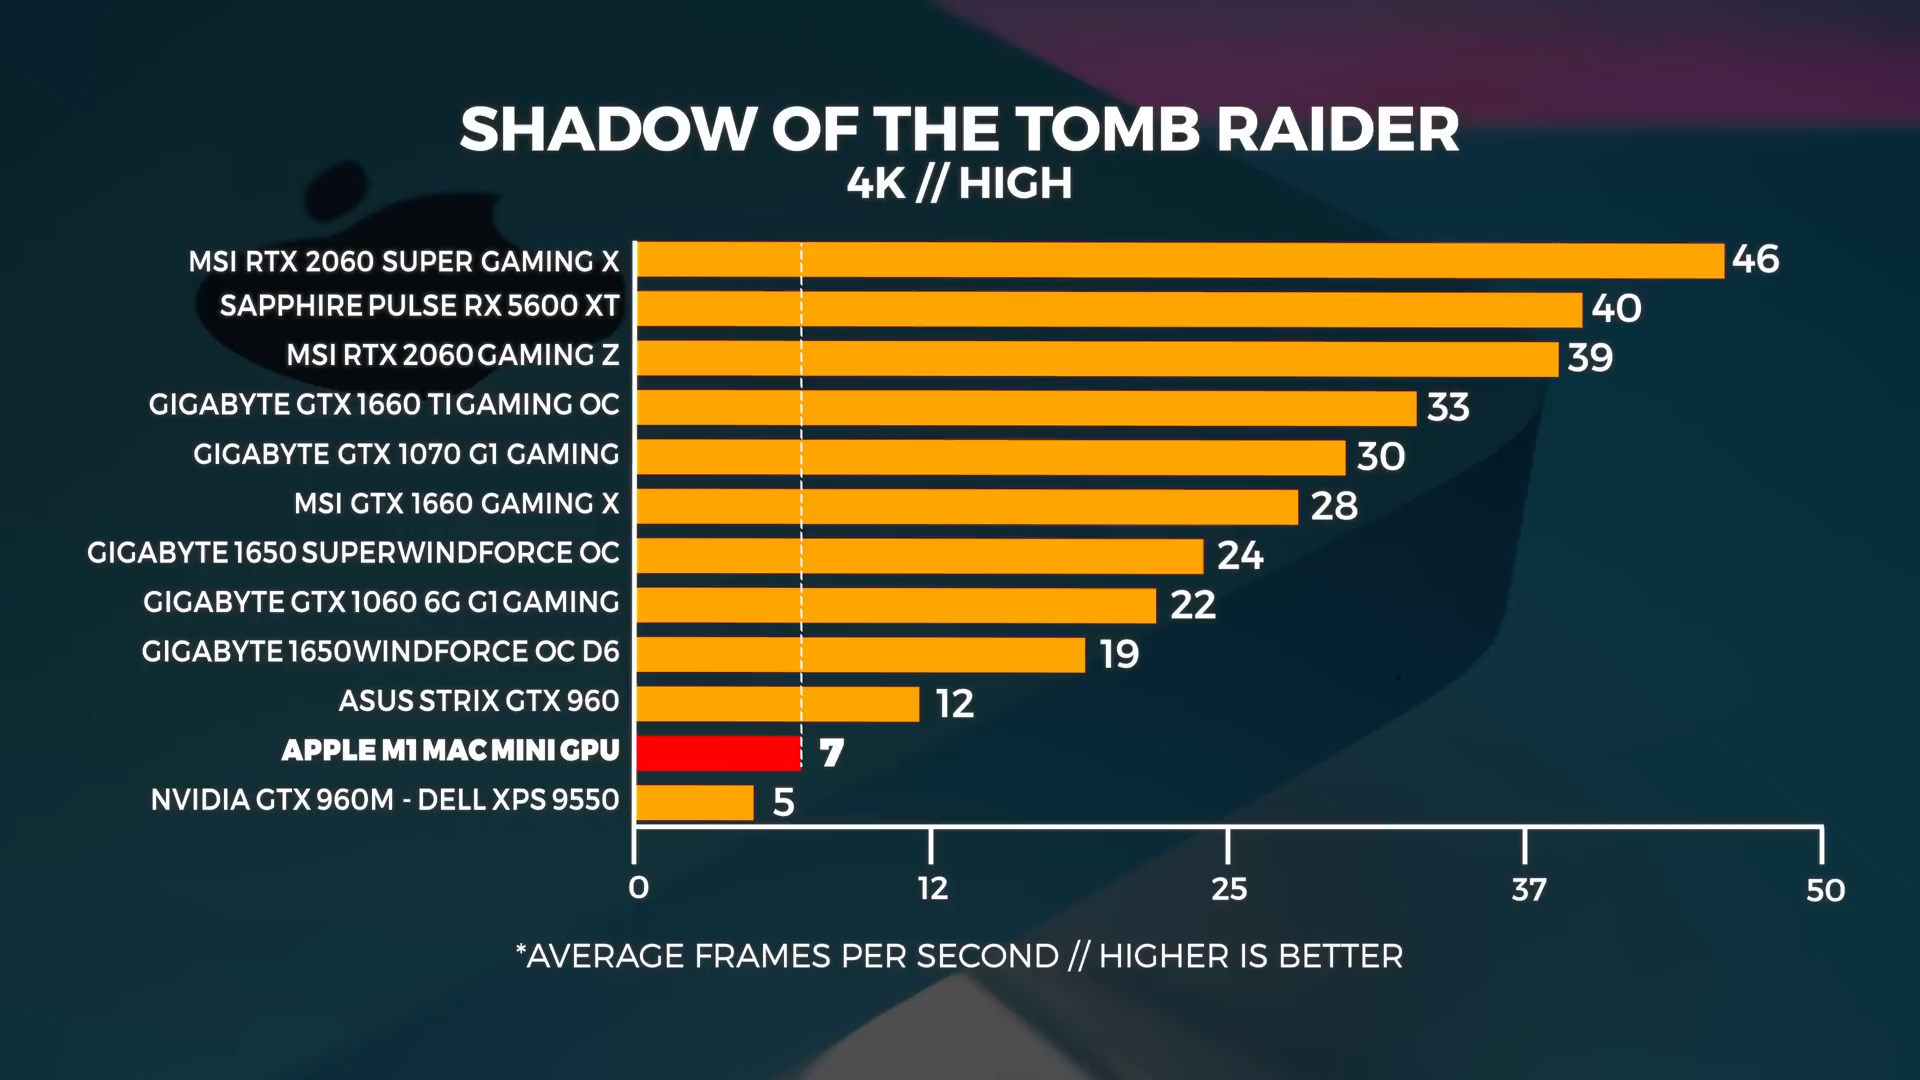 SHADOW OF THE TOMB RAIDER
4K // HIGH
MSI RTX 2060 SUPER GAMING X 46
SAPPHIRE PULSE RX 5600 XT 40
MSI RTX 2060 GAMING Z 39
GIGABYTE GTX 1660 TI GAMING OC 33
GIGABYTE GTX 1070 G1 GAMING 30
MSI GTX 1660 GAMING X 28
GIGABYTE 1650 SUPERWINDFORCE OC 24
GIGABYTE GTX 1060 6G G1 GAMING 22
GIGABYTE 1650WINDFORCE OC D6 19
ASUS STRIX GTX 960 12
APPLE M1 MAC MINI GPU 7
NVIDIA GTX 960M - DELL XPS 9550 5
0 12 25 37 50
*AVERAGE FRAMES PER SECOND // HIGHER IS BETTER